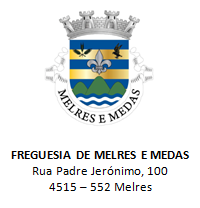 MELRES E MEDAS
FREGUESIA DE MELRES E MEDAS
Rua Padre Jerónimo, 100
4515 – 552 Melres